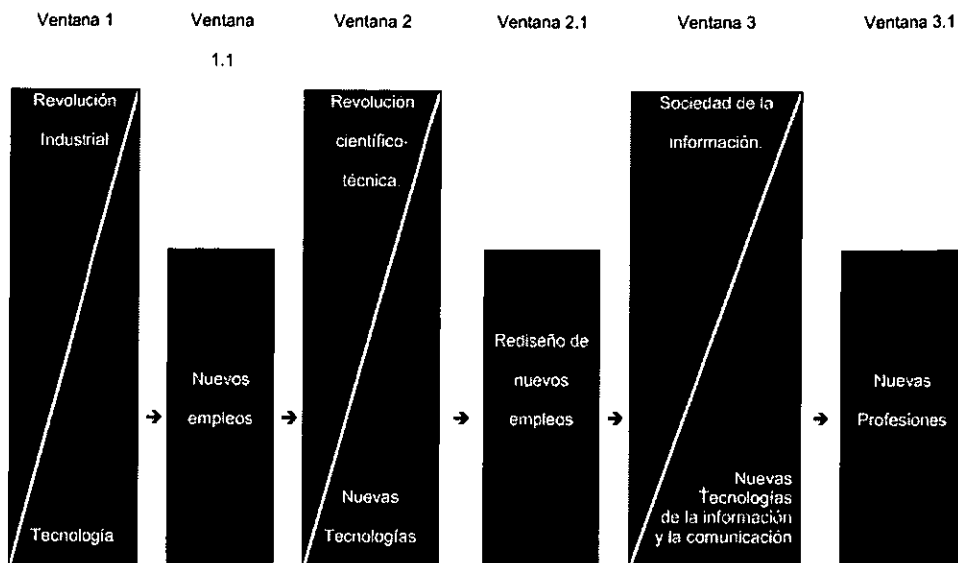 Ventana 1
Ventana
1.1
Ventana 2
Ventana 2.1
Ventana 3
Ventana 3.1
Revolución
Industrial
Tecnología
Nuevos
empleos
Revolución
científico-
técnica.
Nuevas
Tecnologías
Rediseño de
nuevos
empleos
Sociedad de la
información.
Nuevas
Tecnologías
de la información
y la comunicación
Nuevas
Profesiones